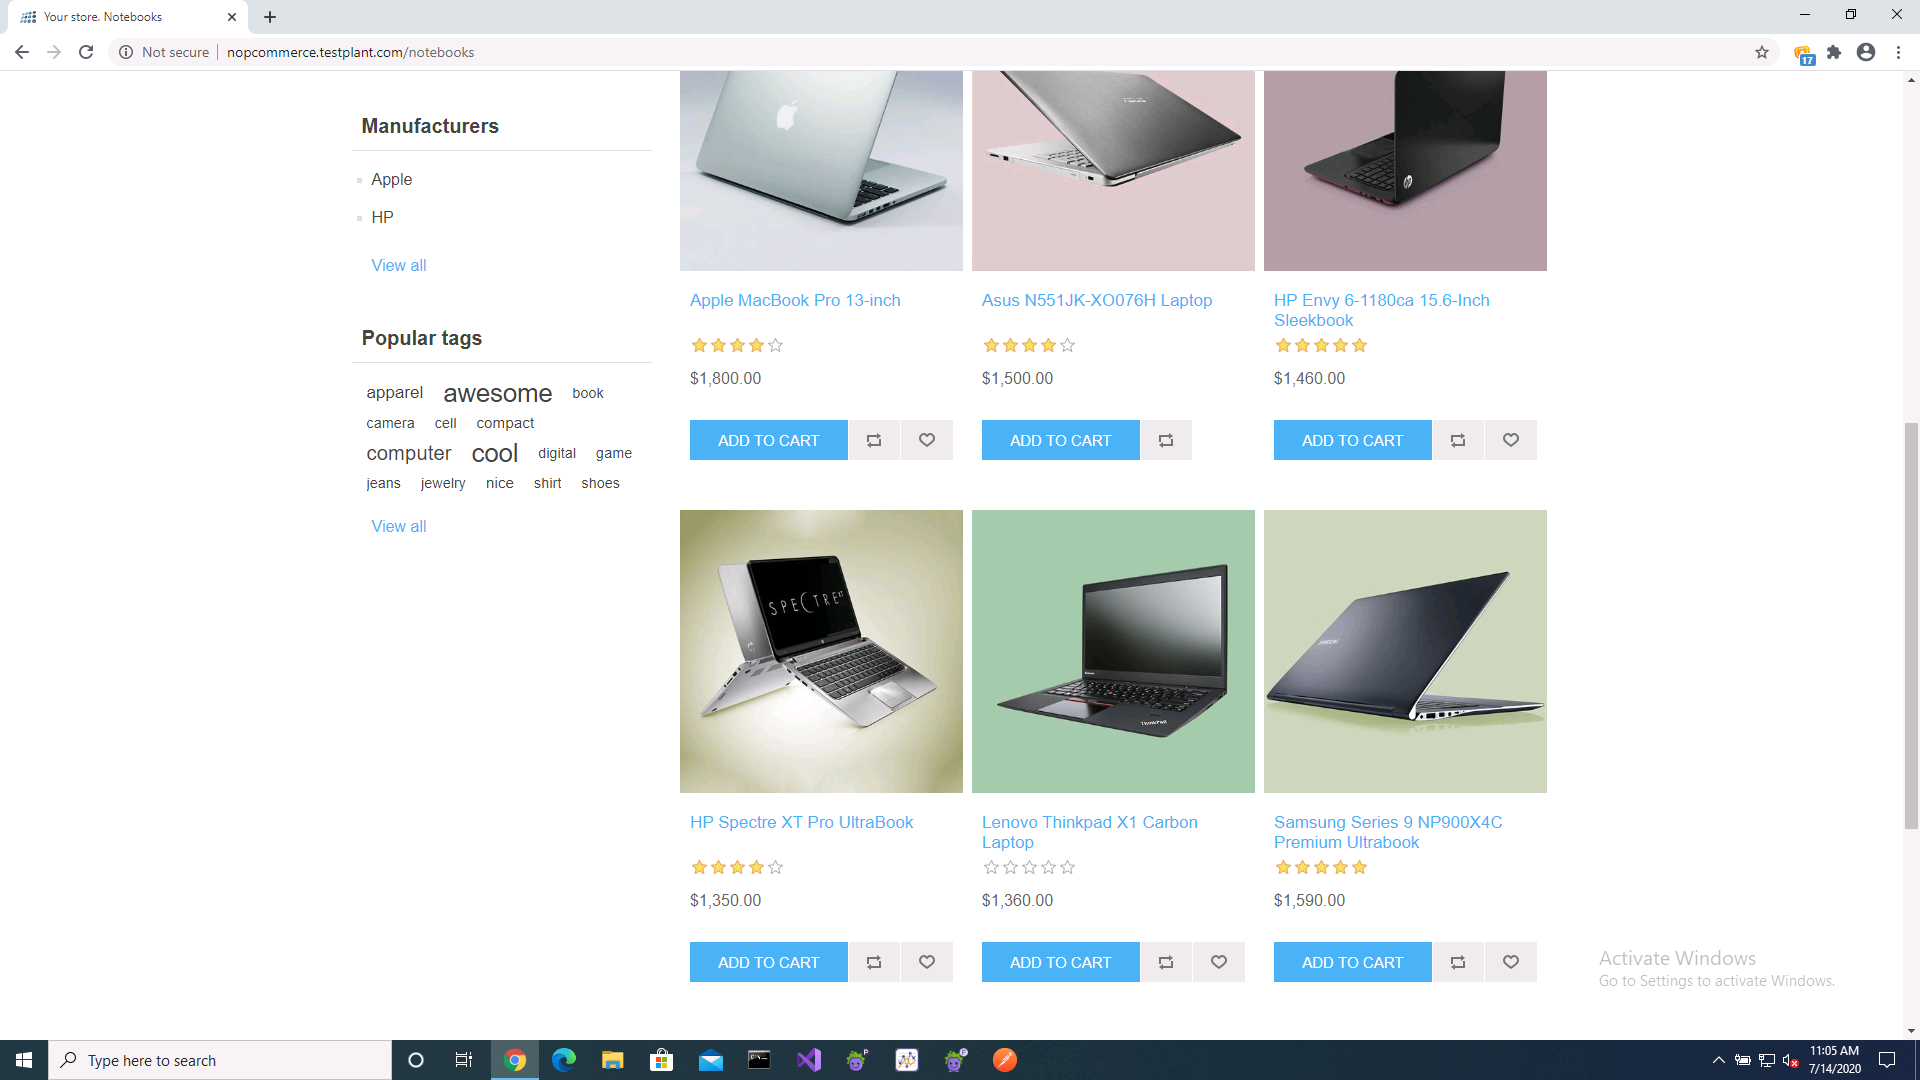 Your store. Notebooks
Not secure
nopcommerce.testplant.com/notebooks
17
Manufacturers
Apple
HP
View all
Popular tags
apparel awesome book
camera cell compact
computer cool digital game
jeans jewelry nice shirt shoes
View all
Apple MacBook Pro 13-inch
$1,800.00
ADD TO CART
Asus N551JK-XO076H Laptop
$1,500.00
ADD TO CART
hp
HP Envy 6-1180ca 15.6-Inch
Sleekbook
$1,460.00
ADD TO CART
SPECTRE XT
HP Spectre XT Pro UltraBook
$1,350.00
ADD TO CART
ThinkPad
Lenovo Thinkpad X1 Carbon
Laptop
$1,360.00
ADD TO CART
SAMSUNG
Samsung Series 9 NP900X4C
Premium Ultrabook
$1,590.00
ADD TO CART
Activate Windows
Go to Settings to activate Windows.
Type here to search
11:05 AM
7/14/2020